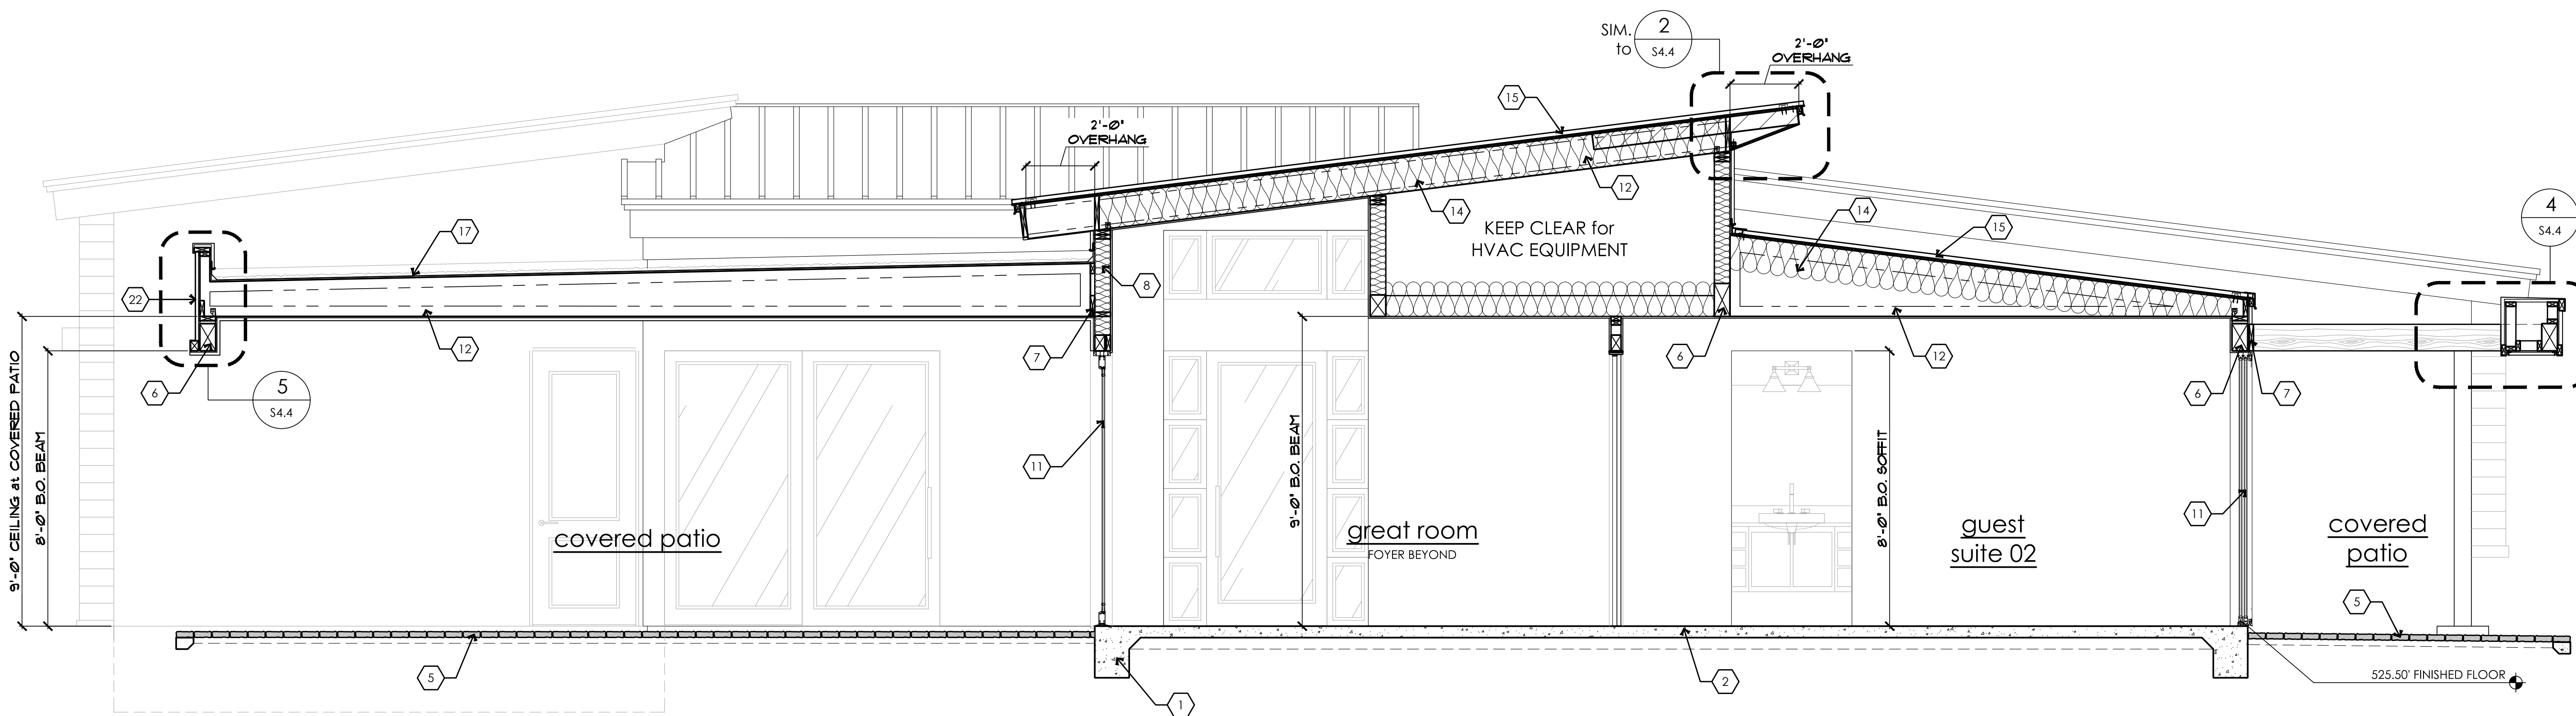 SIM.
to
2
S4.4
2'-0"
OVERHANG
15
2'-0"
OVERHANG
12
14
KEEP CLEAR for
HVAC EQUIPMENT
14
15
4
S4.4
17
8
22
12
7
6
12
6
7
6
5
S4.4
9'-0" CEILING at COVERED PATIO
8'-0" B.O. BEAM
11
9'-0" B.O. BEAM
8'-0" B.O. SOFFIT
11
covered patio
great room
FOYER BEYOND
guest
suite 02
covered
patio
5
5
1
2
525.50' FINISHED FLOOR